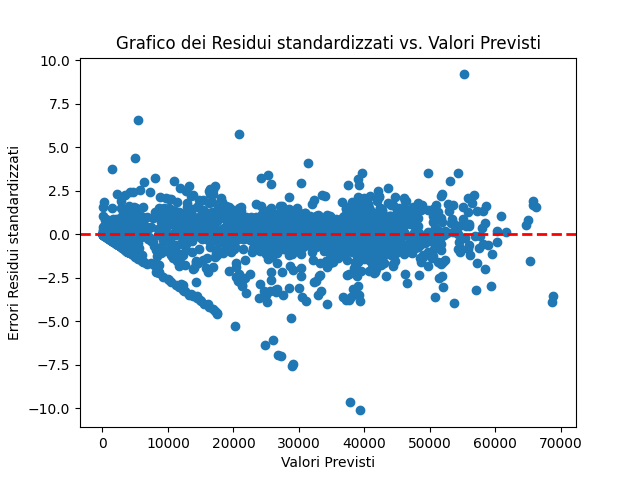 Grafico dei Residui standardizzati vs. Valori Previsti
10.0
7.5
5.0
2.5
0.0
−2.5
−5.0
−7.5
−10.0
Errori Residui standardizzati
0 10000 20000 30000 40000 50000 60000 70000
Valori Previsti